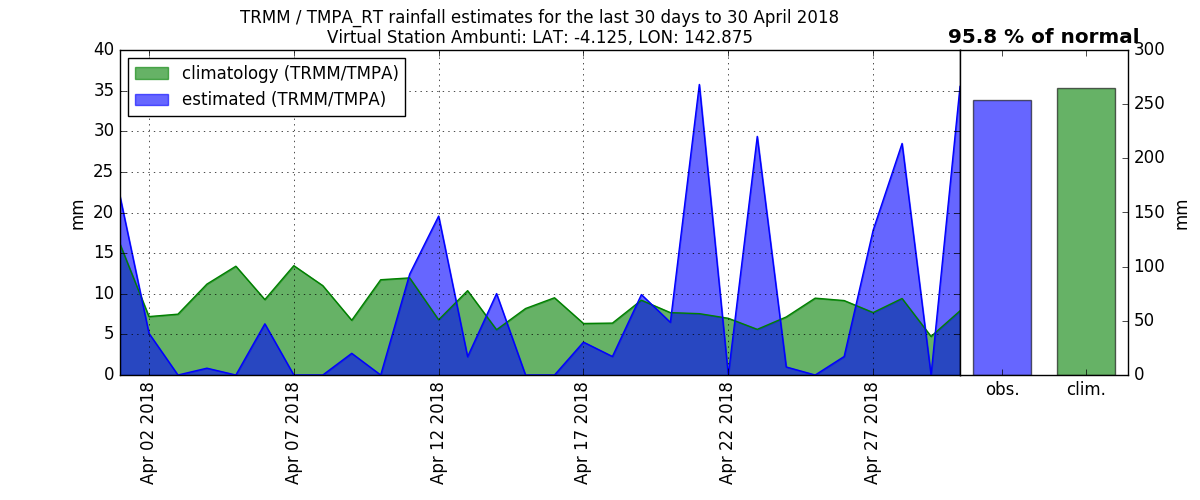 TRMM / TMPA_RT rainfall estimates for the last 30 days to 30 April 2018
Virtual Station Ambunti: LAT: -4.125, LON: 142.875
95.8 % of normal
climatology (TRMM/TMPA)
estimated (TRMM/TMPA)
40
35
30
25
20
15
10
5
0
mm
Apr 02 2018
Apr 07 2018
Apr 12 2018
Apr 17 2018
Apr 22 2018
Apr 27 2018
obs.
clim.
300
250
200
150
100
50
0
mm